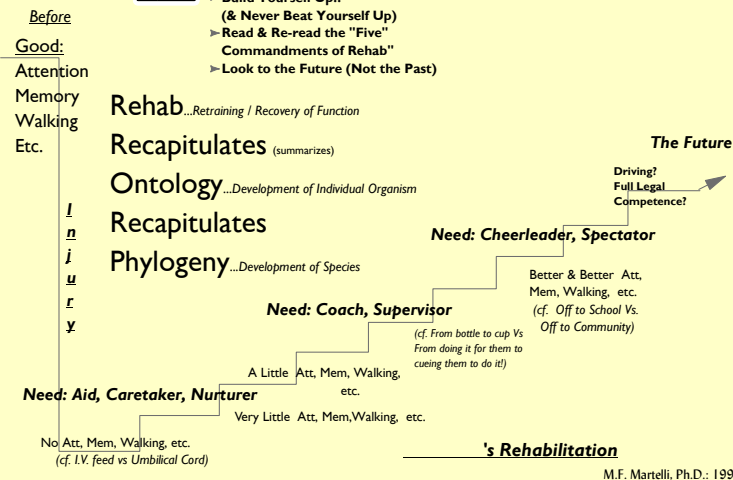 Before
(& Never Beat Yourself Up)
➢Read & Re-read the "Five"
Commandments of Rehab"
➢Look to the Future (Not the Past)
Good:
Attention
Memory
Walking
Etc.
Injury
Rehab...Retraining / Recovery of Function
Recapitulates (summarizes)
Ontology...Development of Individual Organism
Recapitulates
Phylogeny...Development of Species
The Future
Driving?
Full Legal
Competence?
Need: Cheerleader, Spectator
Better & Better Att,
Mem, Walking, etc.
(cf. Off to School Vs.
Off to Community)
Need: Coach, Supervisor
(cf. From bottle to cup Vs
From doing it for them to
cueing them to do it!)
A Little Att, Mem, Walking,
etc.
Need: Aid, Caretaker, Nurturer
Very Little Att, Mem,Walking, etc.
No Att, Mem, Walking, etc.
(cf. I.V. feed vs Umbilical Cord)
's Rehabilitation
M.F. Martelli, Ph.D.: 199